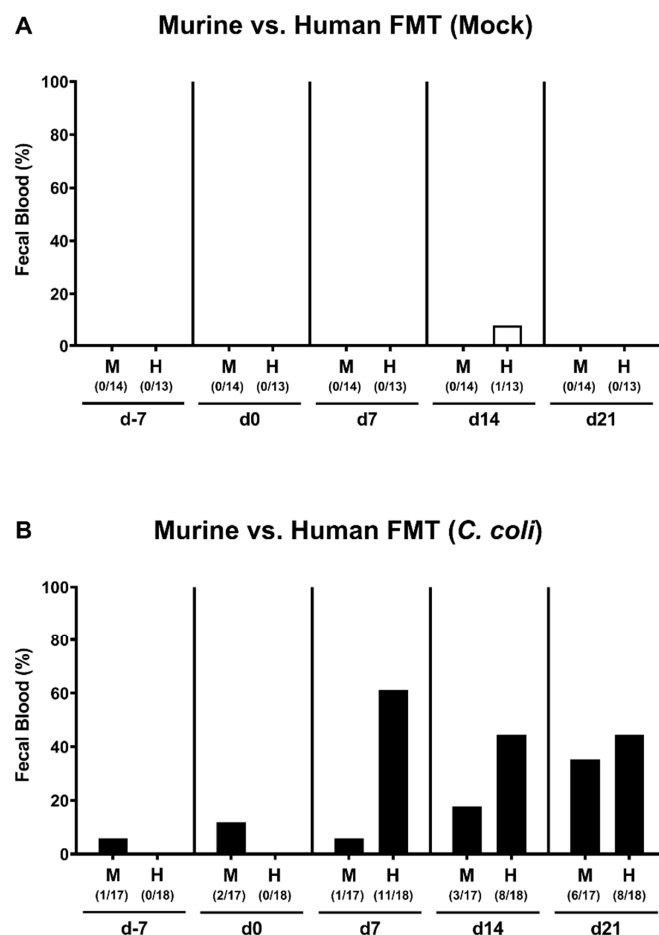 A
Murine vs. Human FMT (Mock)
Fecal Blood (%)
100
80
60
40
20
0
M H M H M H M H M H
(0/14) (0/13) (0/14) (0/13) (0/14) (0/13) (0/14) (1/13) (0/14) (0/13)
d-7 d0 d7 d14 d21
B
Murine vs. Human FMT (C. coli)
Fecal Blood (%)
100
80
60
40
20
0
M H M H M H M H M H
(1/17) (0/18) (2/17) (0/18) (1/17) (11/18) (3/17) (8/18) (6/17) (8/18)
d-7 d0 d7 d14 d21